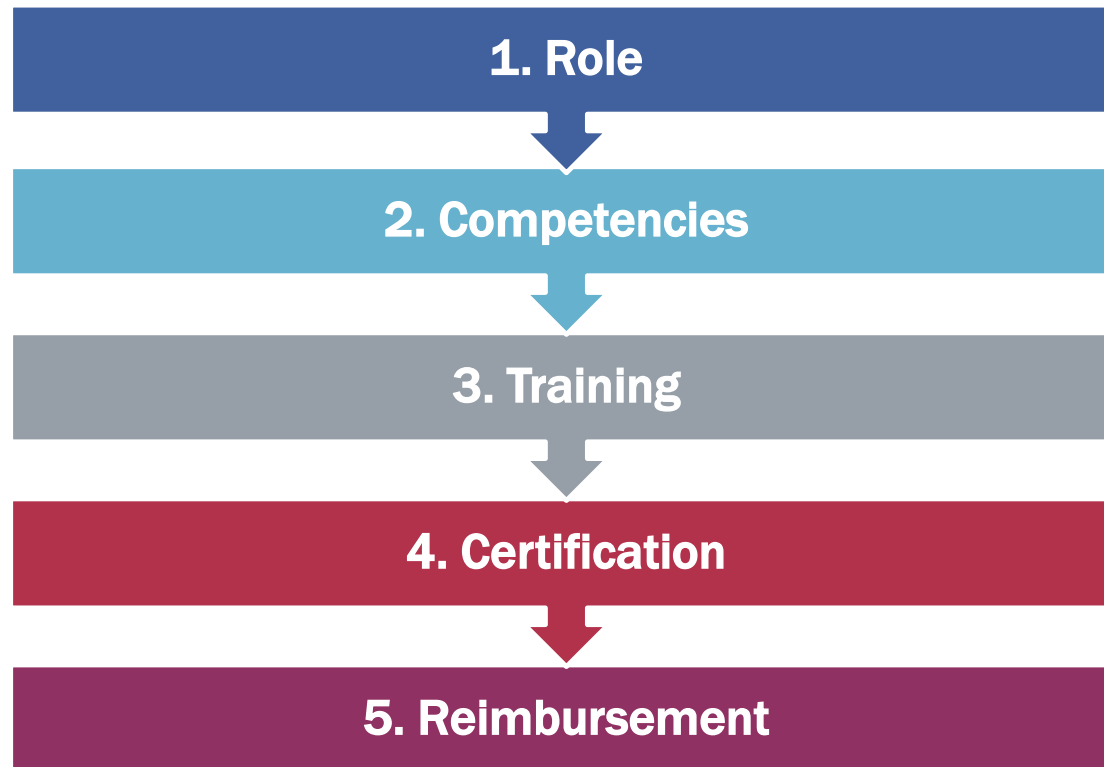 1. Role
2. Competencies
3. Training
4. Certification
5. Reimbursement